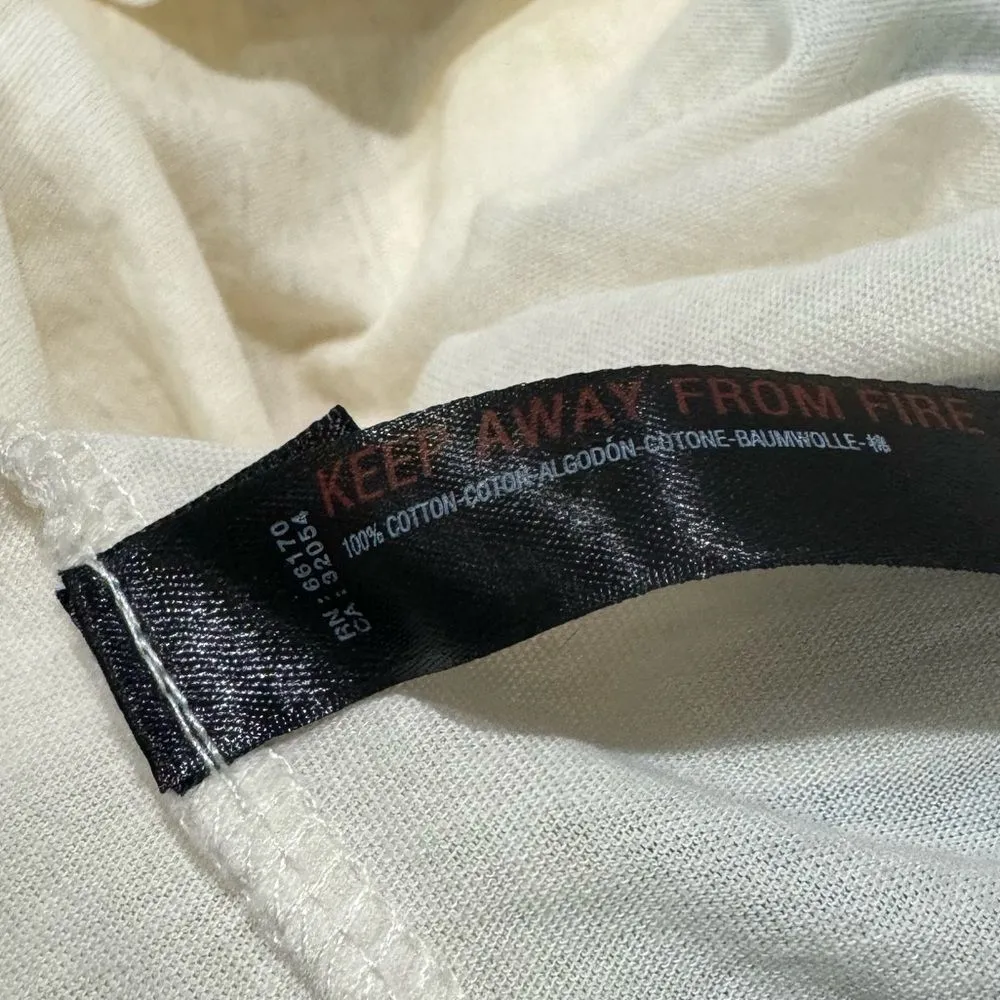 KEEP AWAY FROM FIRE
100% COTTON-COTON-ALGODÓN-COTONE-BAUMWOLLE-棉
RN: 66170
CA: 32054